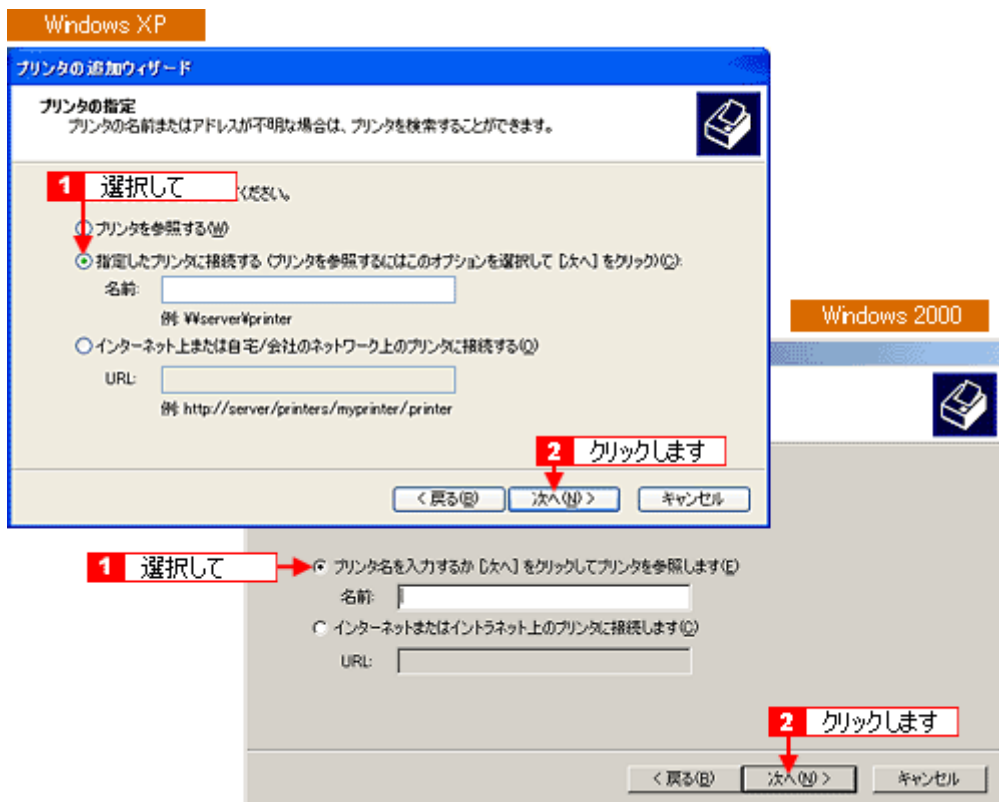 Windows XP
プリンタの追加ウィザード
プリンタの指定
プリンタの名前またはアドレスが不明な場合は、プリンタを検索することができます。
1 選択して
ください。
プリンタを参照する(W)
指定したプリンタに接続する (プリンタを参照するにはこのオプションを選択して [次へ] をクリック)(C):
名前:
例: ¥¥server¥printer
インターネット上または自宅/会社のネットワーク上のプリンタに接続する(O)
URL:
例: http://server/printers/myprinter/.printer
2 クリックします
< 戻る(B)
次へ(N) >
キャンセル
Windows 2000
1 選択して
プリンタ名を入力するか [次へ] をクリックしてプリンタを参照します(E)
名前:
インターネットまたはイントラネット上のプリンタに接続します(C)
URL:
2 クリックします
< 戻る(B)
次へ(N) >
キャンセル